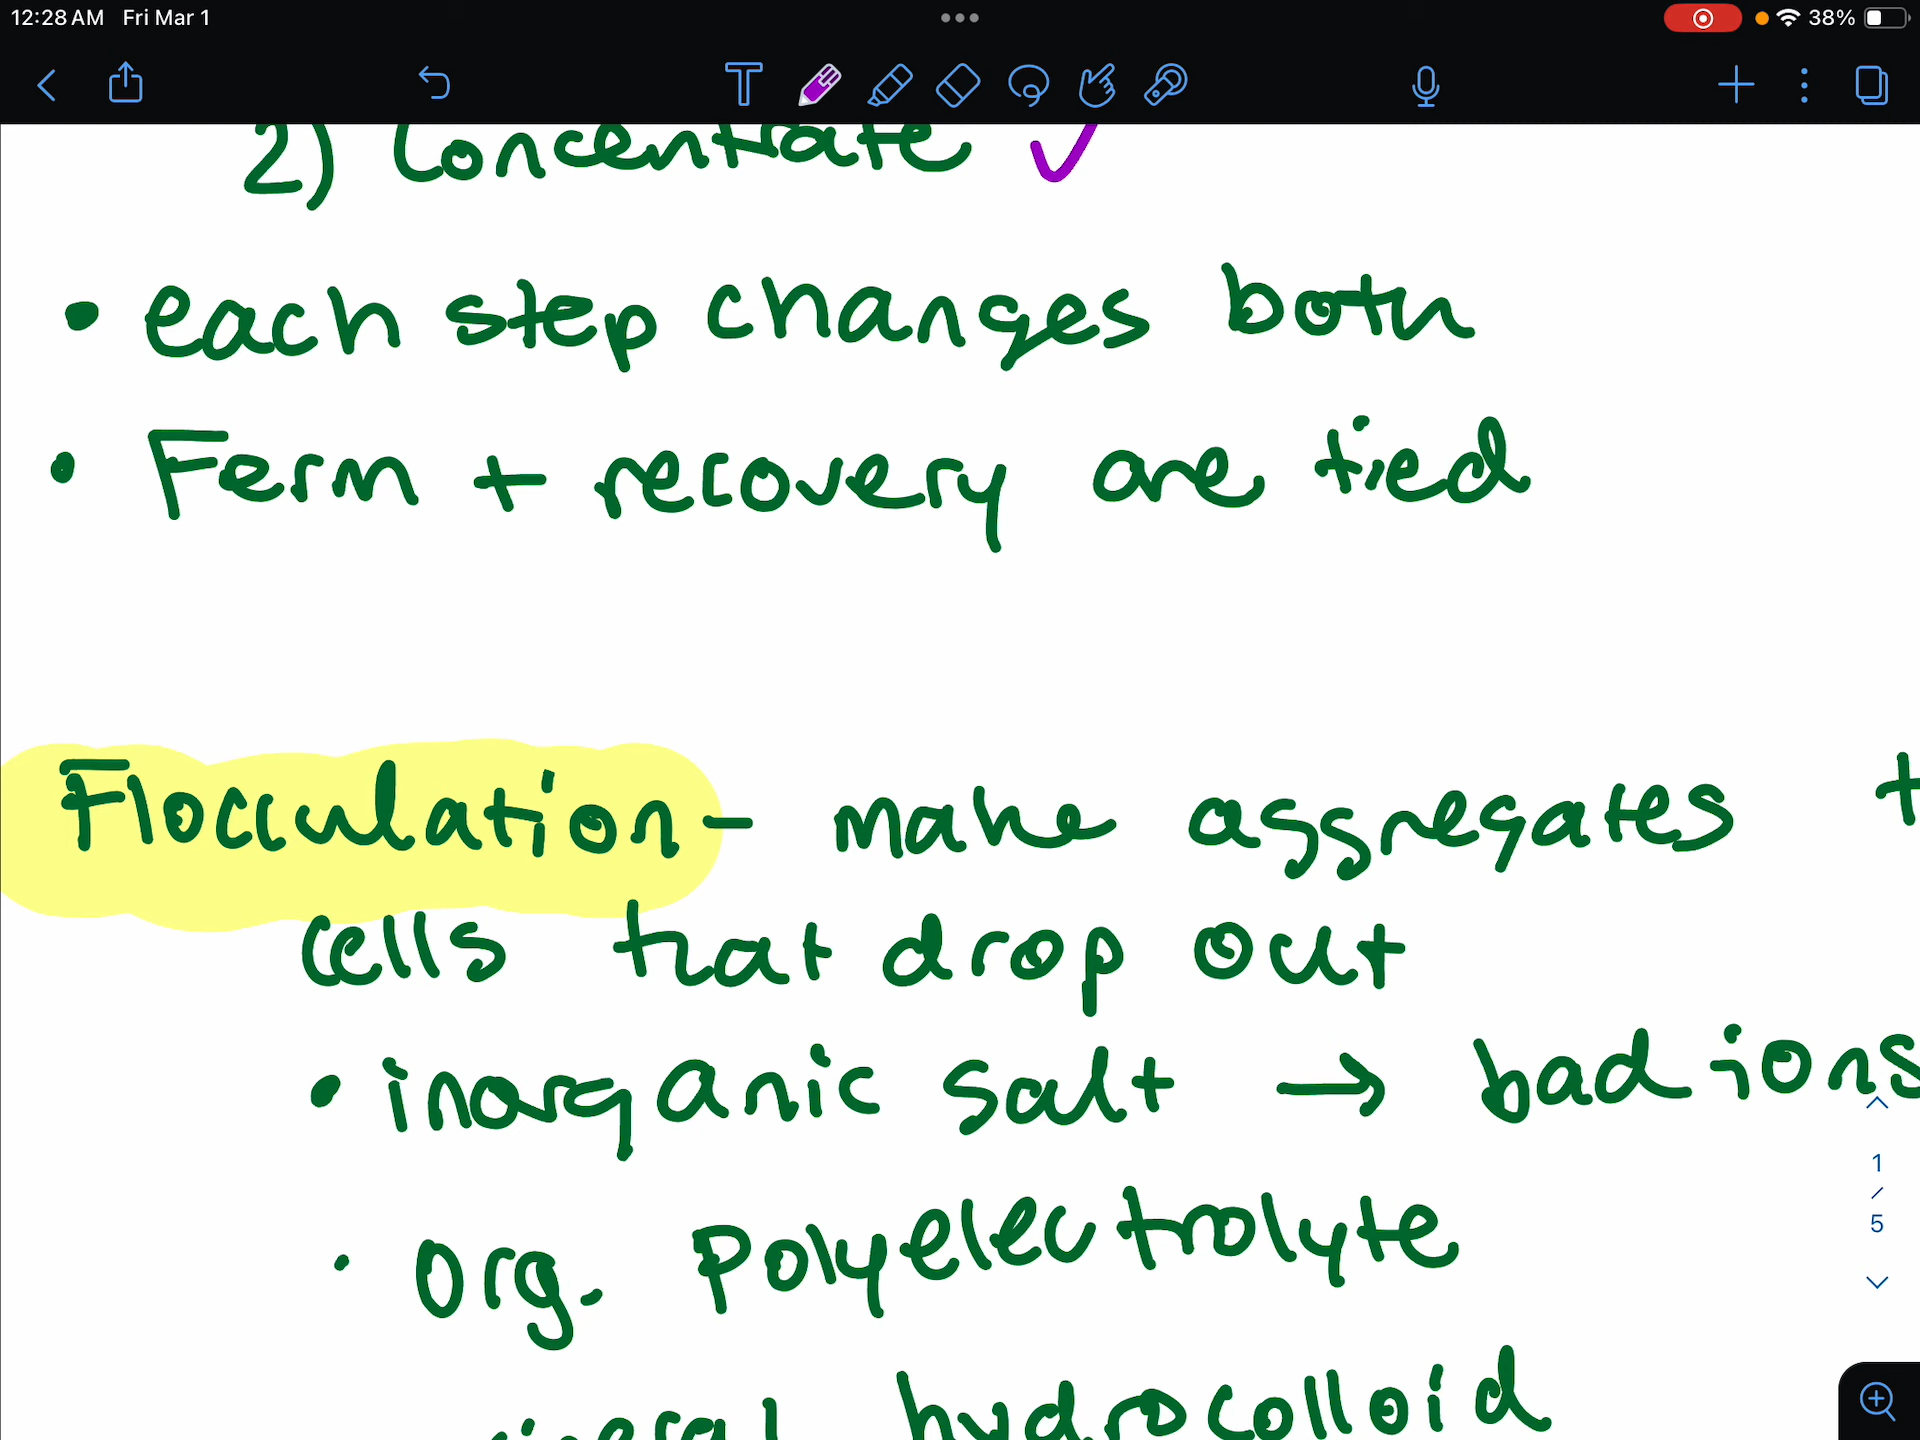 12:28 AM Fri Mar 1
38%
2) Concentrate ✓
• each step changes both
• Ferm + recovery are tied
Flocculation - make aggregates
cells that drop out
• inorganic salt → bad ions
• Org. Polyelectrolyte
hydrocolloid
1
/
5